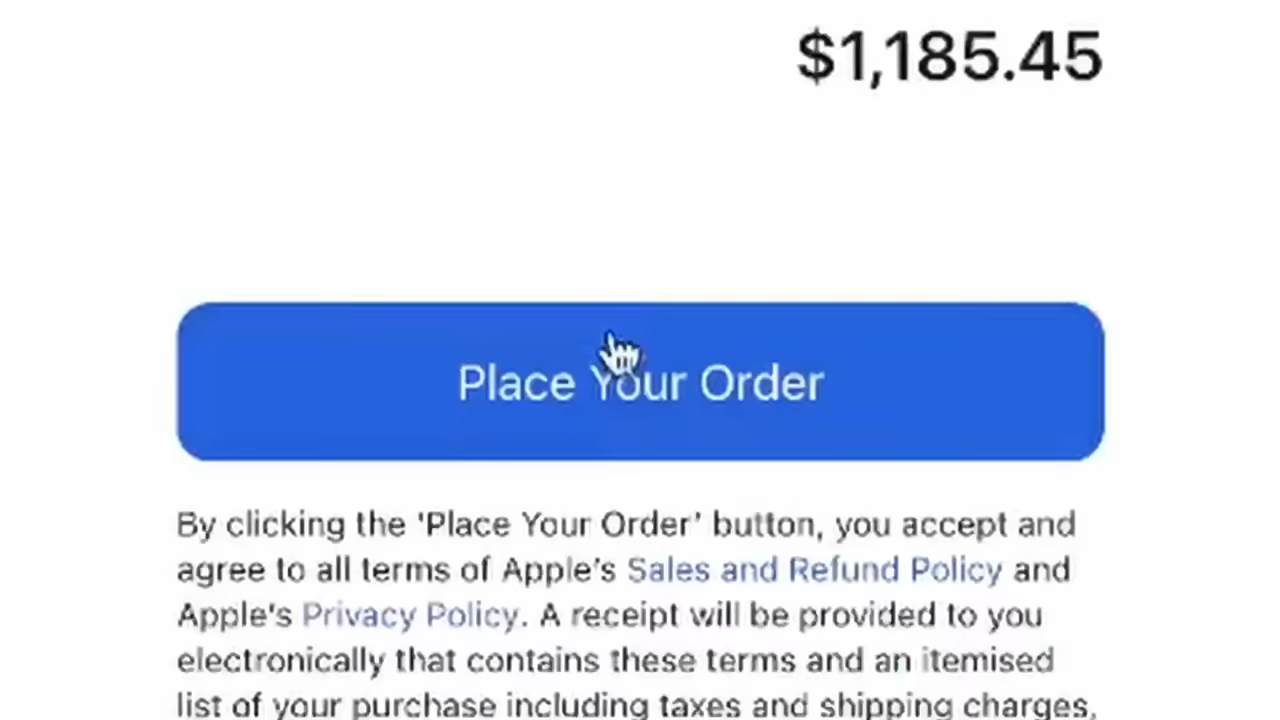 $1,185.45
Place Your Order
By clicking the 'Place Your Order' button, you accept and
agree to all terms of Apple's Sales and Refund Policy and
Apple's Privacy Policy. A receipt will be provided to you
electronically that contains these terms and an itemised
list of your purchase including taxes and shipping charges,